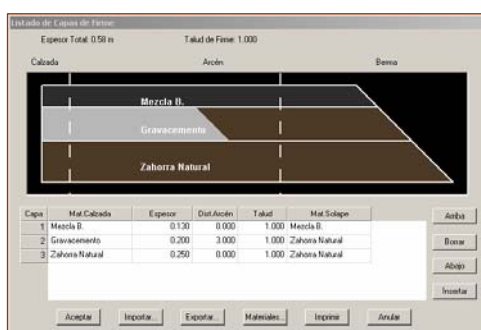 Listado de Capas de Firme
Espesor Total: 0.58 m Talud de Firme: 1.000
Calzada Arcén Berma
Mezcla B.
Gravacemento
Zahorra Natural
Capa Mat.Calzada Espesor Dist.Arcén Talud Mat.Solape
1 Mezcla B. 0.130 0.000 1.000 Mezcla B.
2 Gravacemento 0.200 3.000 1.000 Zahorra Natural
3 Zahorra Natural 0.250 0.000 1.000 Zahorra Natural
Arriba
Borrar
Abajo
Insertar
Aceptar Importar... Exportar... Materiales... Imprimir Anular